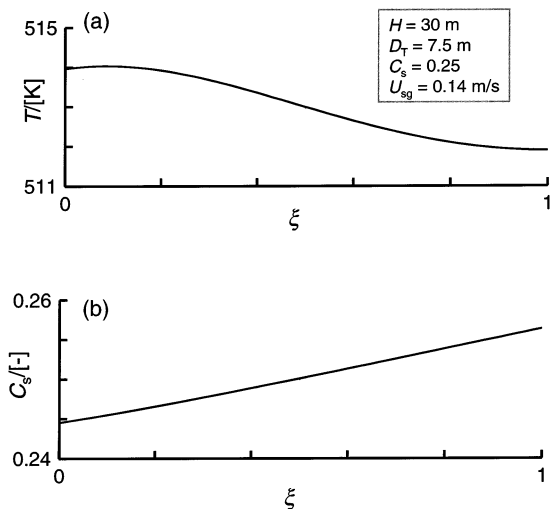 515
(a)
H = 30 m
D_T = 7.5 m
C_s = 0.25
U_sg = 0.14 m/s
T/[K]
511
0
1
ξ
0.26
(b)
C_s/[-]
0.24
0
1
ξ